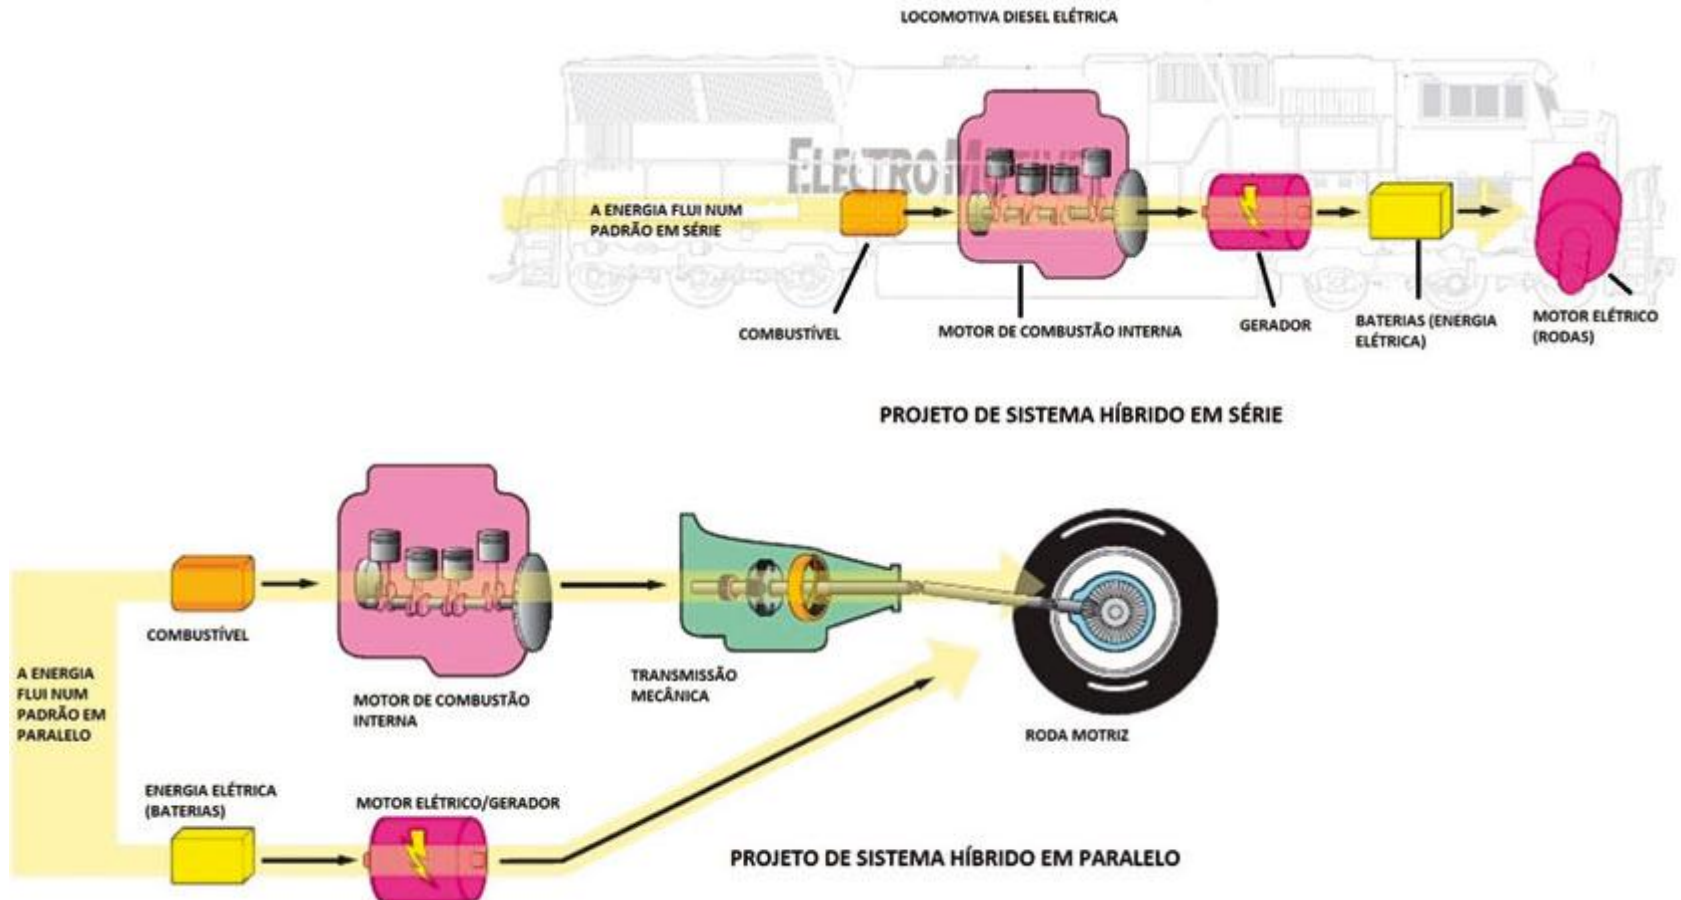 LOCOMOTIVA DIESEL ELÉTRICA
A ENERGIA FLUI NUM
PADRÃO EM SÉRIE
COMBUSTÍVEL
MOTOR DE COMBUSTÃO INTERNA
GERADOR
BATERIAS (ENERGIA
ELÉTRICA)
MOTOR ELÉTRICO
(RODAS)
PROJETO DE SISTEMA HÍBRIDO EM SÉRIE
COMBUSTÍVEL
A ENERGIA
FLUI NUM
PADRÃO EM
PARALELO
MOTOR DE COMBUSTÃO
INTERNA
TRANSMISSÃO
MECÂNICA
RODA MOTRIZ
ENERGIA ELÉTRICA
(BATERIAS)
MOTOR ELÉTRICO/GERADOR
PROJETO DE SISTEMA HÍBRIDO EM PARALELO